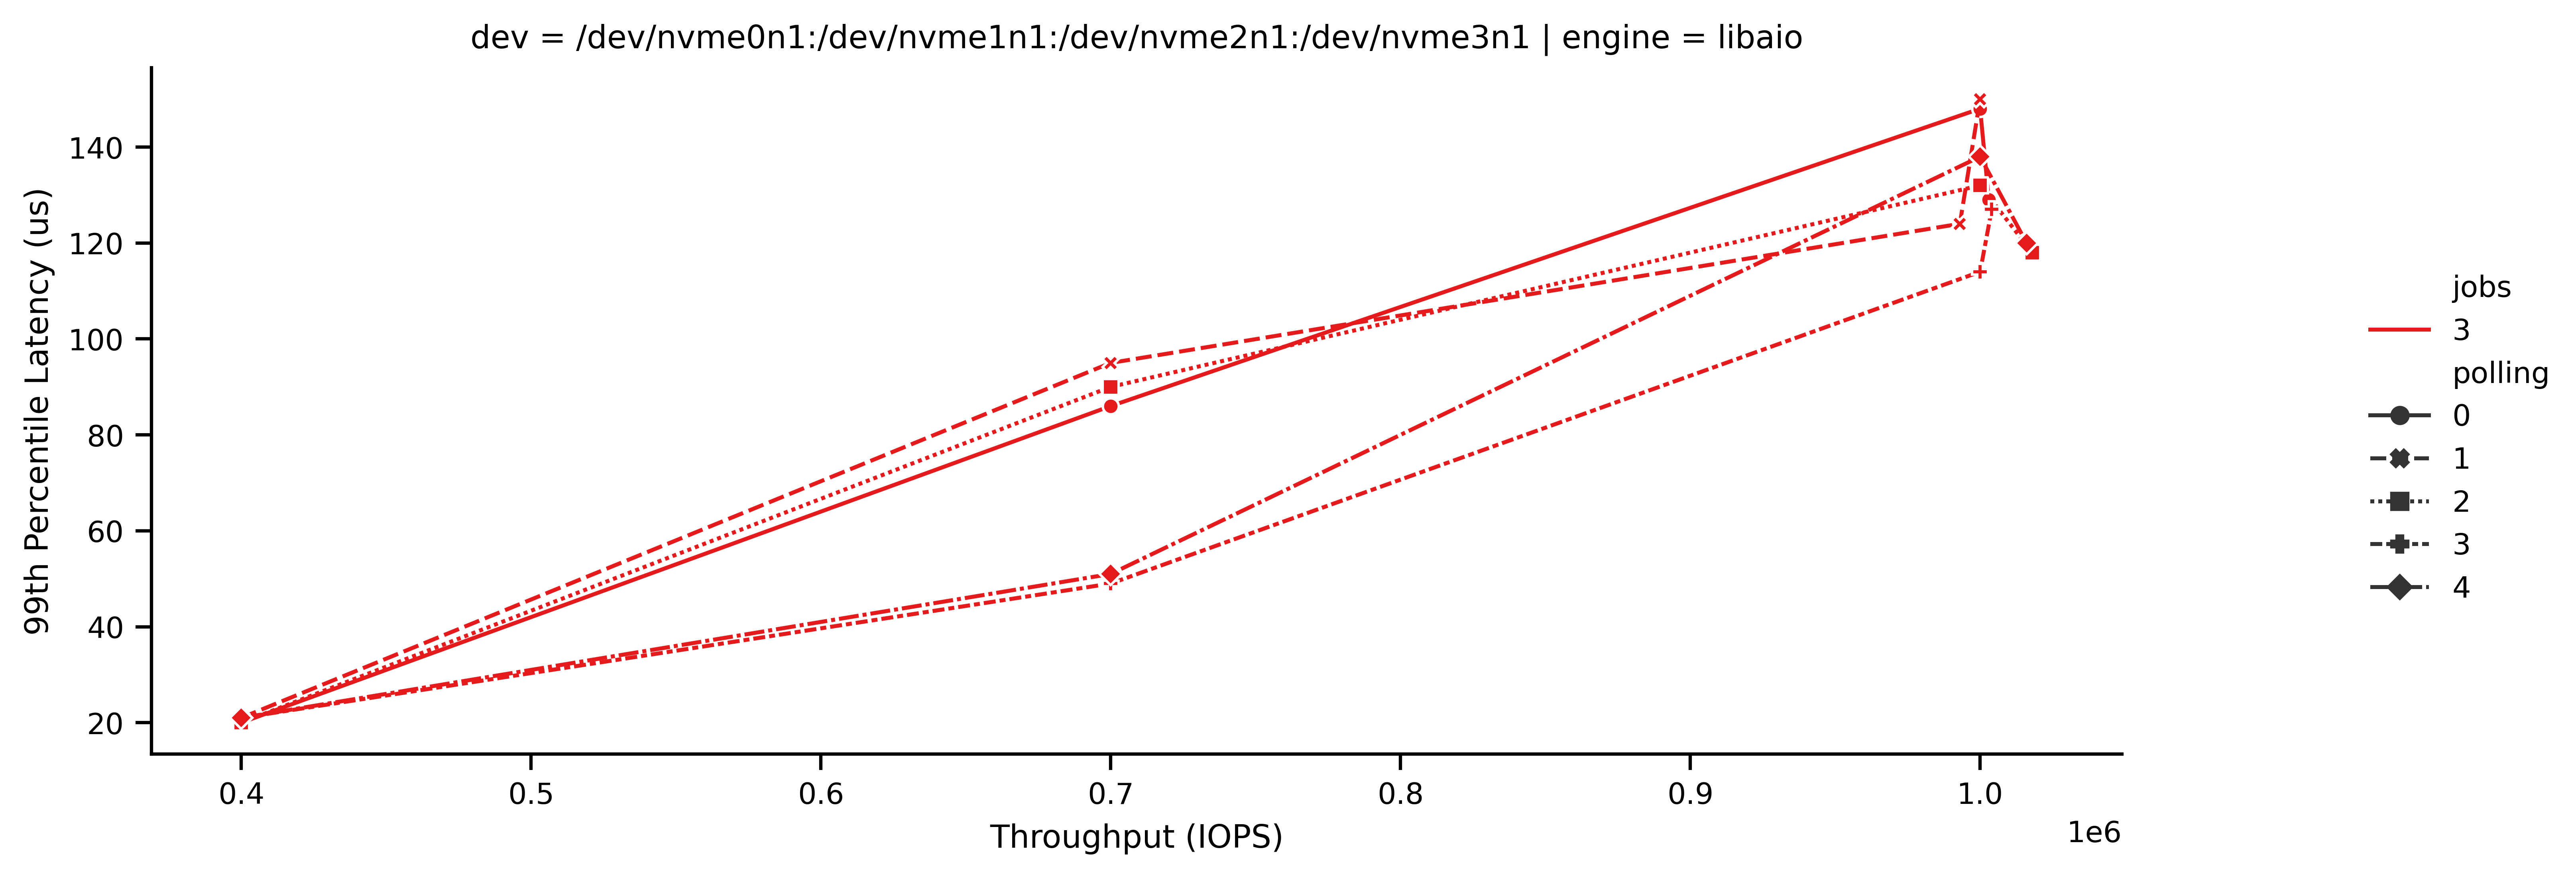 dev = /dev/nvme0n1:/dev/nvme1n1:/dev/nvme2n1:/dev/nvme3n1 | engine = libaio
99th Percentile Latency (us)
140
120
100
80
60
40
20
0.4 0.5 0.6 0.7 0.8 0.9 1.0
1e6
Throughput (IOPS)
jobs
3
polling
0
1
2
3
4